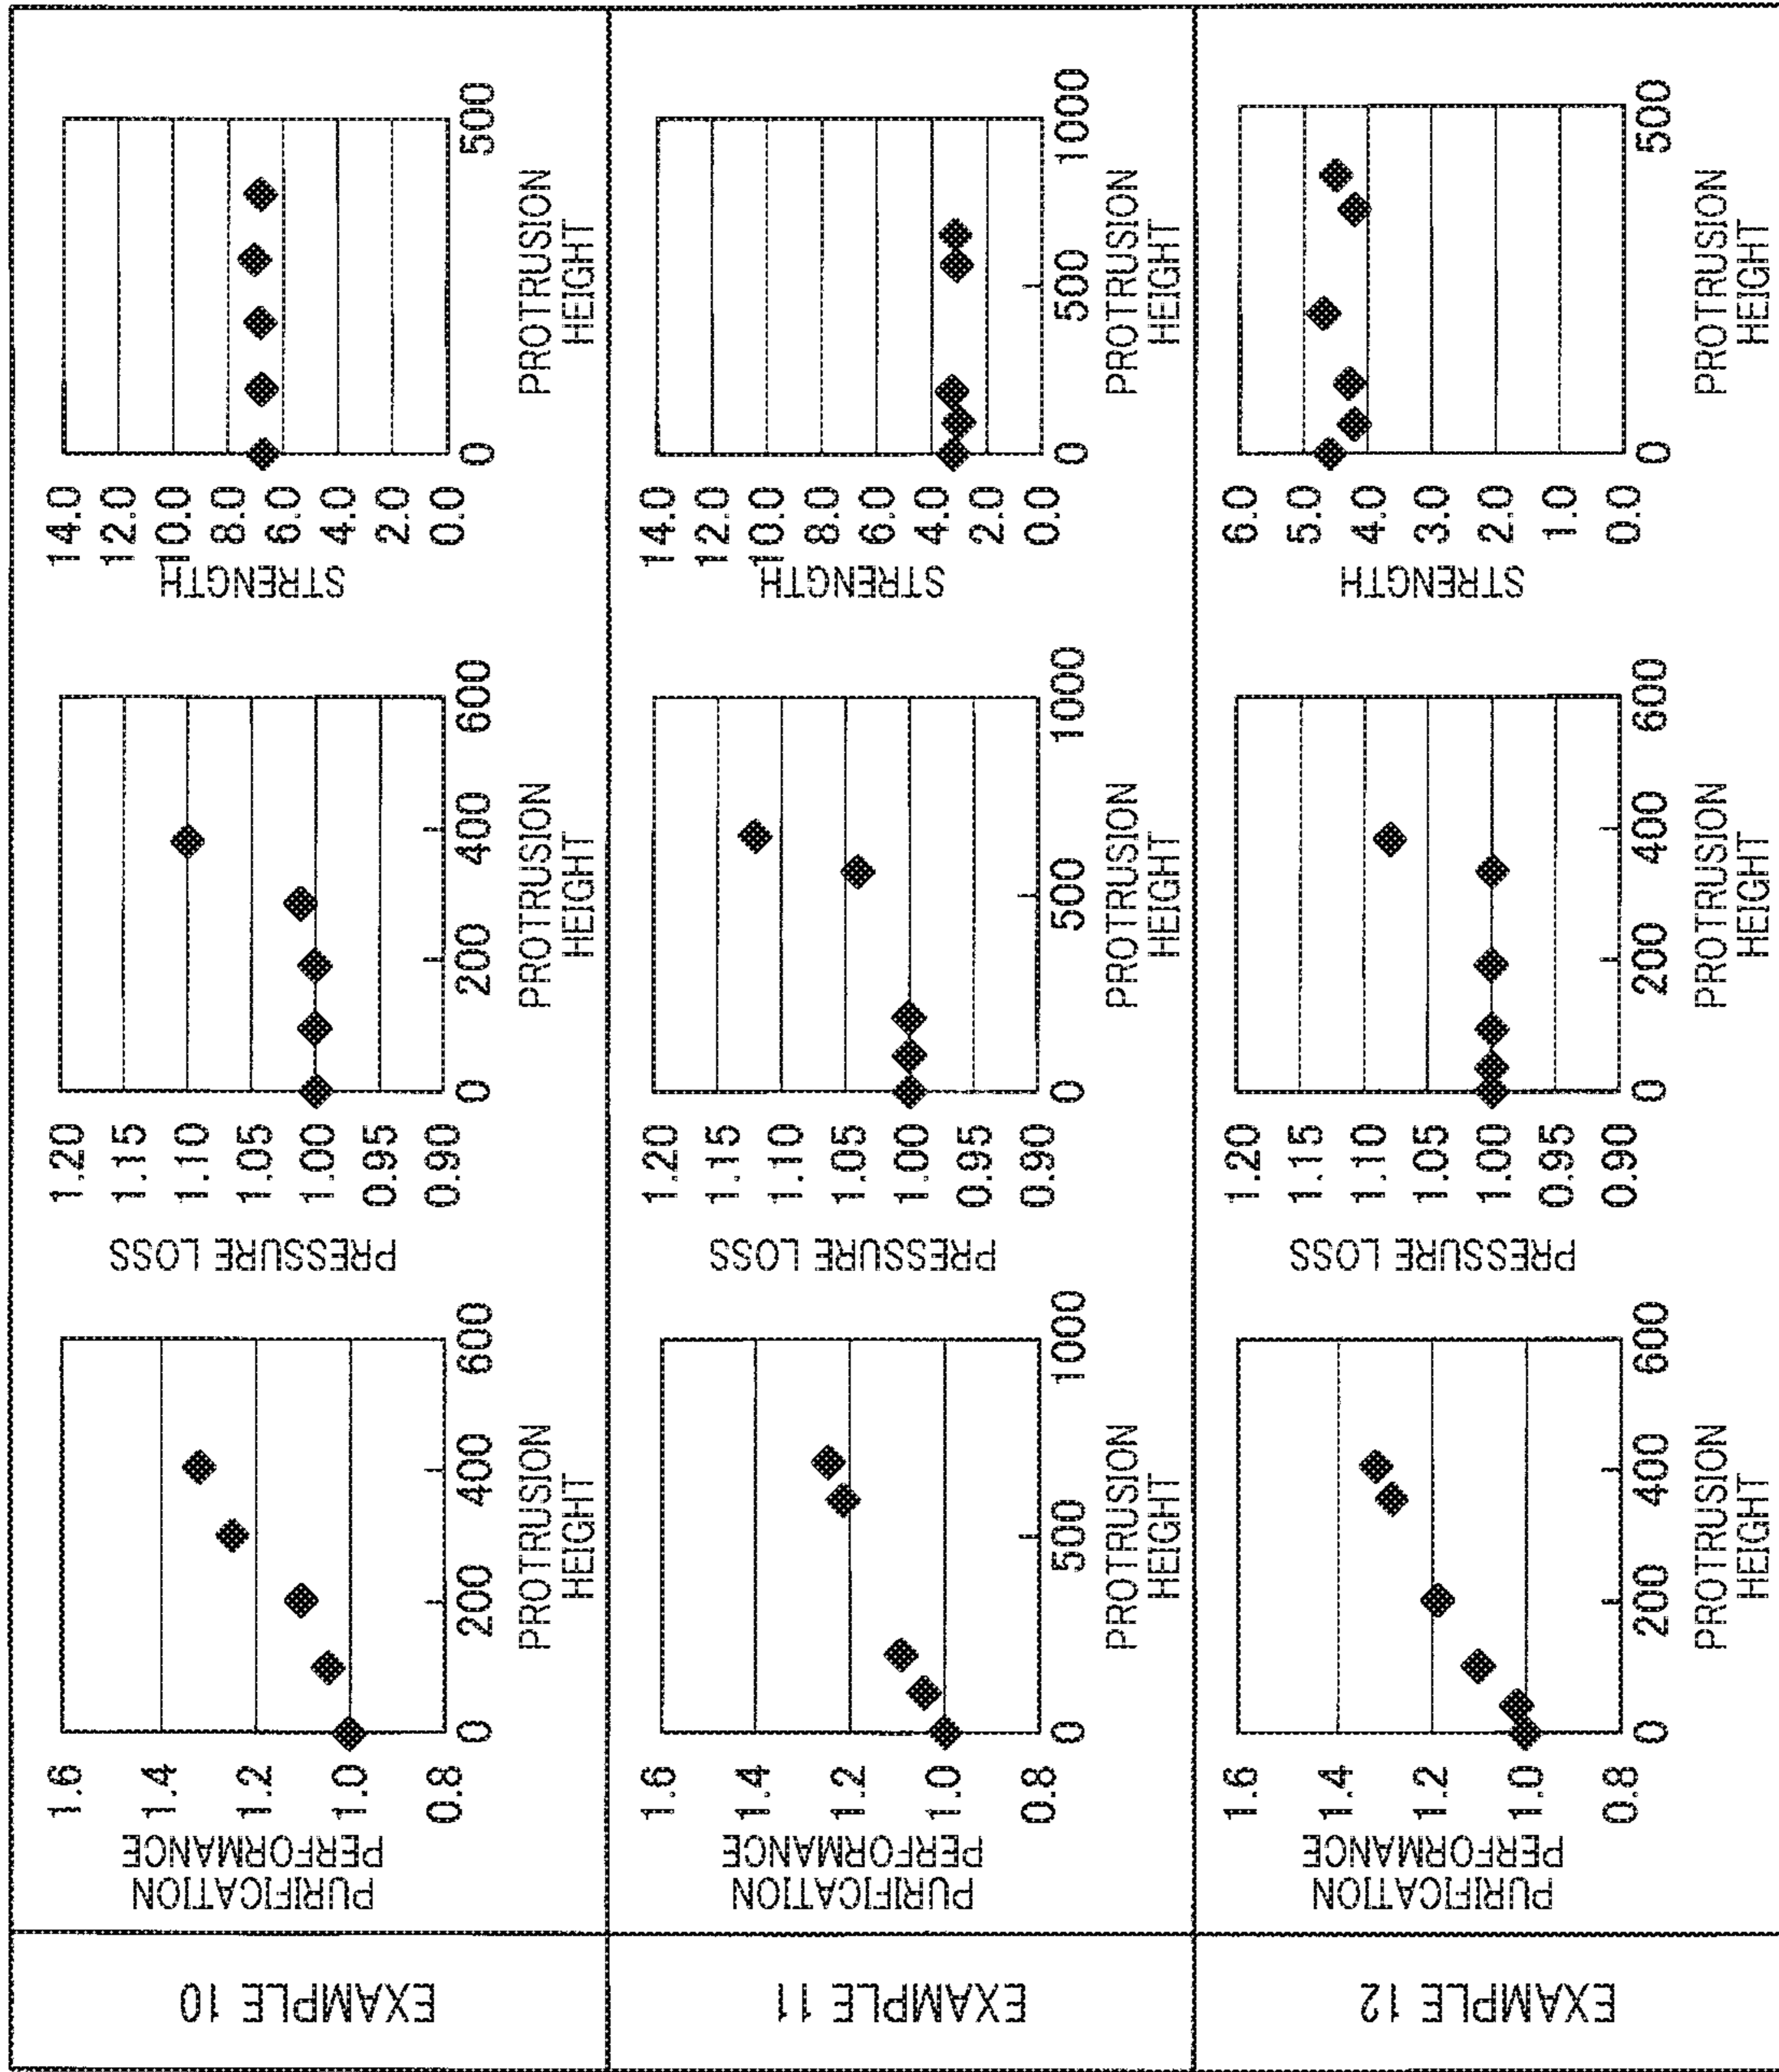 EXAMPLE 10
PURIFICATION
PERFORMANCE
1.6
1.4
1.2
1.0
0.8
0 200 400 600
PROTRUSION
HEIGHT
PRESSURE LOSS
1.20
1.15
1.10
1.05
1.00
0.95
0.90
0 200 400 600
PROTRUSION
HEIGHT
STRENGTH
14.0
12.0
10.0
8.0
6.0
4.0
2.0
0.0
0 500
PROTRUSION
HEIGHT
EXAMPLE 11
PURIFICATION
PERFORMANCE
1.6
1.4
1.2
1.0
0.8
0 500 1000
PROTRUSION
HEIGHT
PRESSURE LOSS
1.20
1.15
1.10
1.05
1.00
0.95
0.90
0 500 1000
PROTRUSION
HEIGHT
STRENGTH
14.0
12.0
10.0
8.0
6.0
4.0
2.0
0.0
0 500 1000
PROTRUSION
HEIGHT
EXAMPLE 12
PURIFICATION
PERFORMANCE
1.6
1.4
1.2
1.0
0.8
0 200 400 600
PROTRUSION
HEIGHT
PRESSURE LOSS
1.20
1.15
1.10
1.05
1.00
0.95
0.90
0 200 400 600
PROTRUSION
HEIGHT
STRENGTH
6.0
5.0
4.0
3.0
2.0
1.0
0.0
0 500
PROTRUSION
HEIGHT